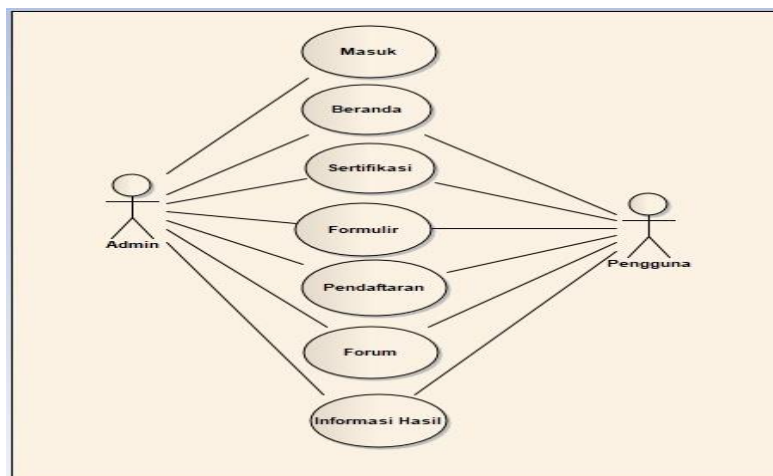 Masuk
Beranda
Sertifikasi
Formulir
Admin
Pengguna
Pendaftaran
Forum
Informasi Hasil